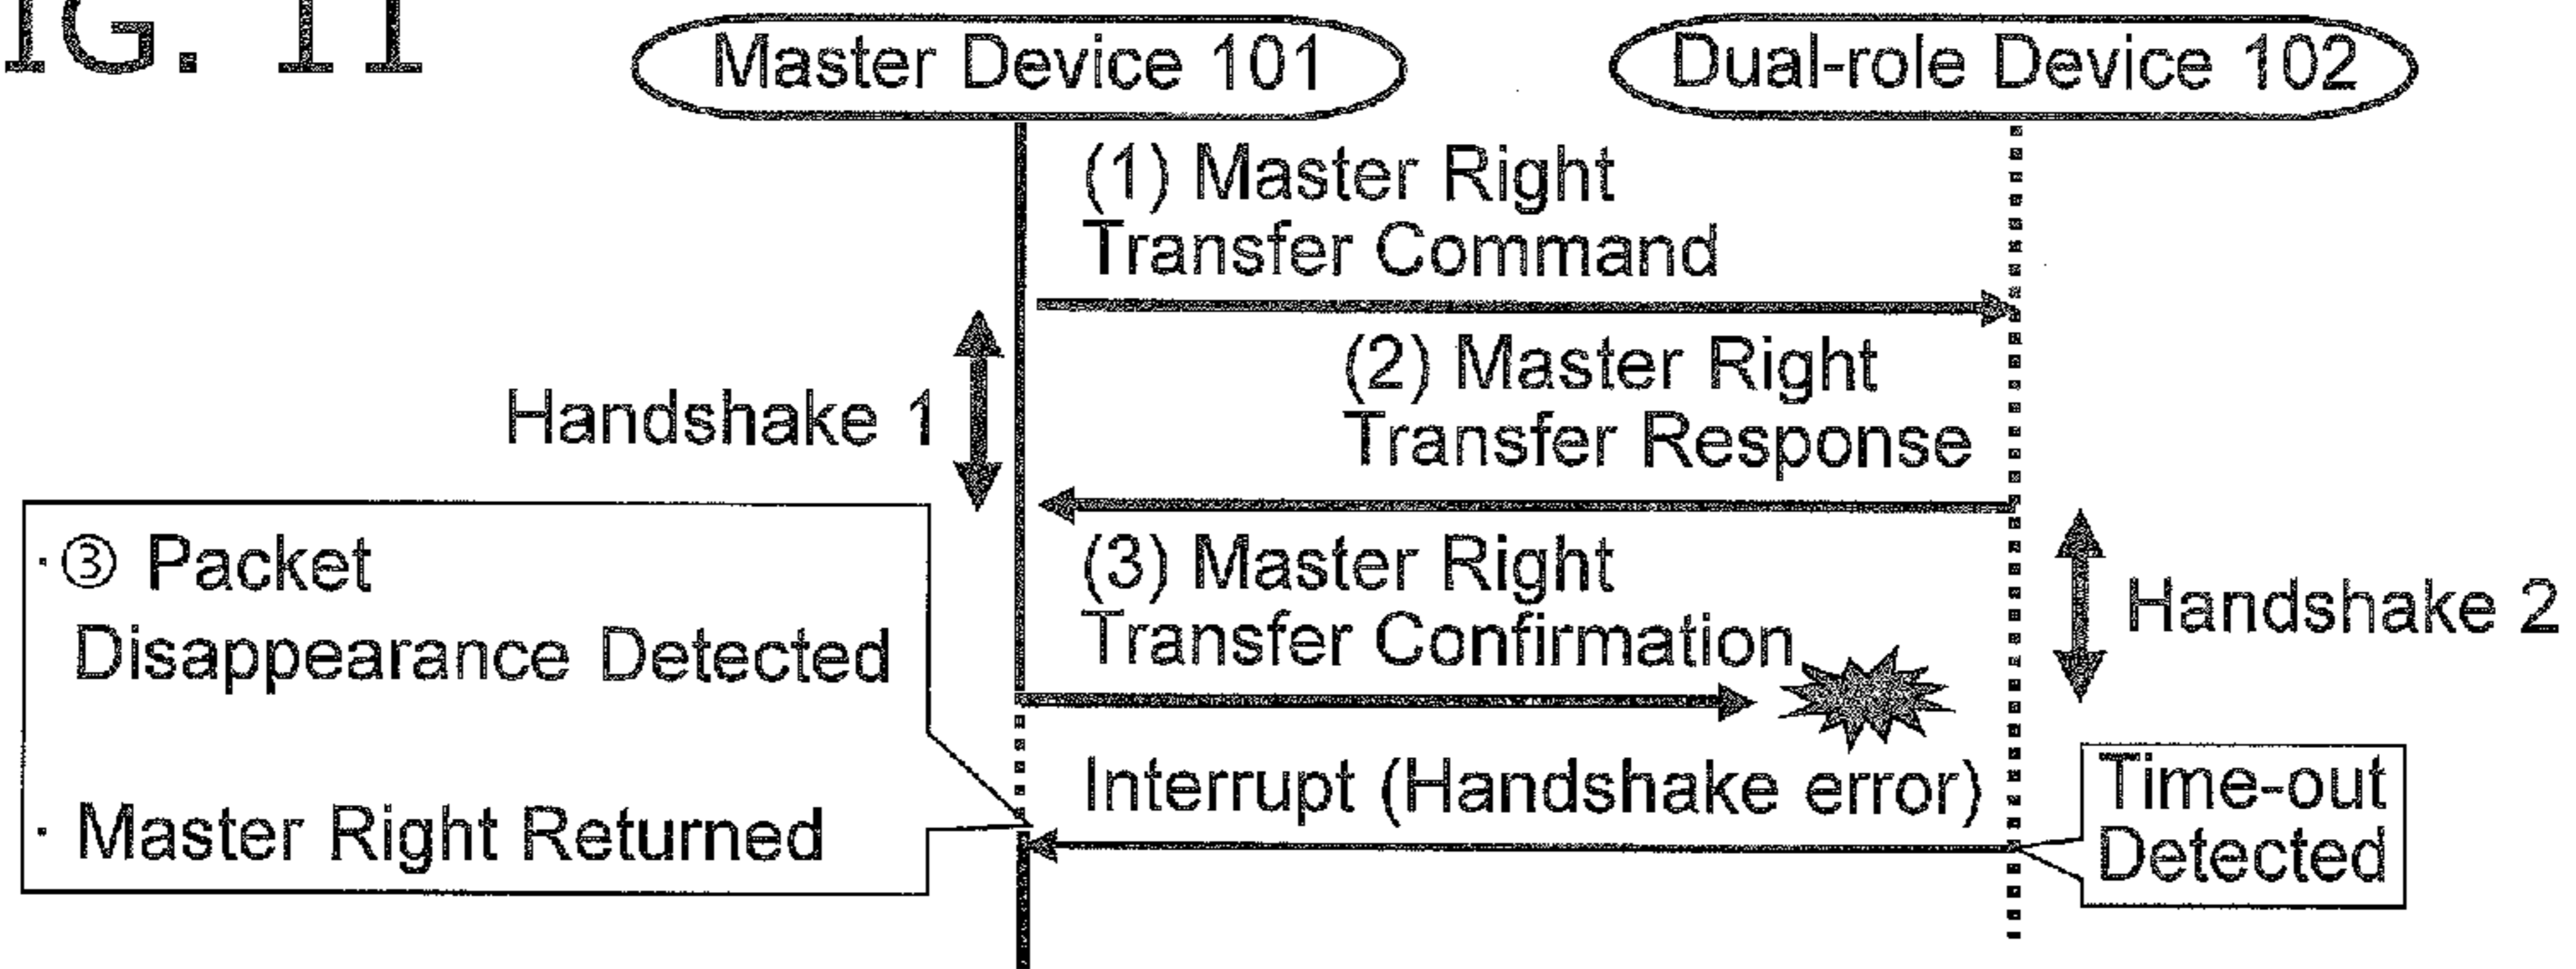 IG. 11
Master Device 101
Dual-role Device 102
(1) Master Right
Transfer Command
(2) Master Right
Transfer Response
Handshake 1
(3) Master Right
Transfer Confirmation
Handshake 2
· ③ Packet
Disappearance Detected
· Master Right Returned
Interrupt (Handshake error)
Time-out
Detected